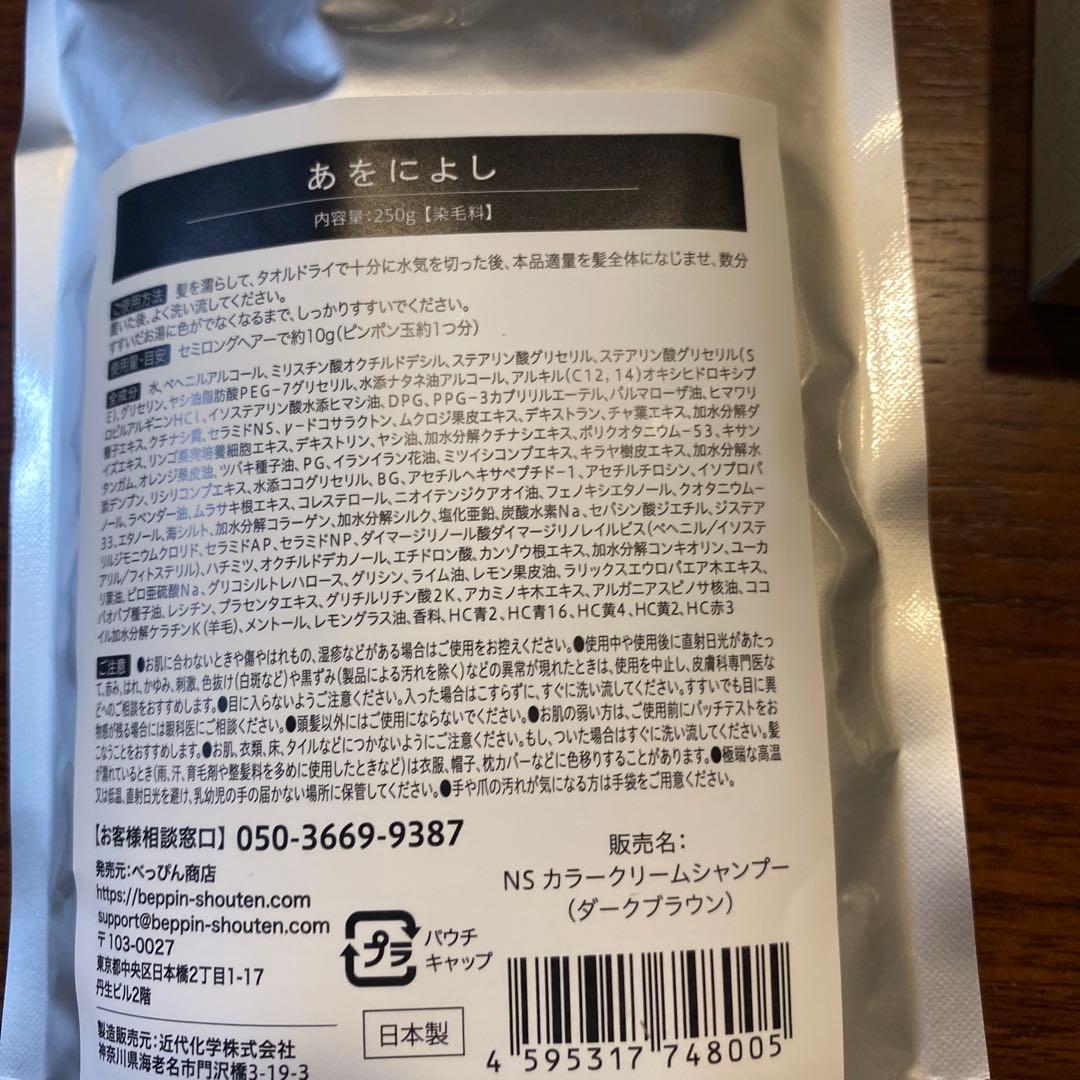 あをによし
内容量:250g【染毛料】
ご使用方法 髪を濡らして、タオルドライで十分に水気を切った後、本品適量を髪全体になじませ、数分
置いた後、よく洗い流してください。
すすいだお湯に色がでなくなるまで、しっかりすすいでください。
使用量・目安 セミロングヘアーで約10g(ピンポン玉約1つ分)
全成分 水、ベヘニルアルコール、ミリスチン酸オクチルドデシル、ステアリン酸グリセリル、ステアリン酸グリセリル(S
E)、グリセリン、ヤシ油脂肪酸PEG-7グリセリル、水添ナタネ油アルコール、アルキル(C12,14)オキシヒドロキシプ
ロピルアルギニンHCl、イソステアリン酸水添ヒマシ油、DPG、PPG-3カプリリルエーテル、パルマローザ油、ヒマワリ
種子エキス、クチナシ黄、セラミドNS、γ-ドコサラクトン、ムクロジ果皮エキス、デキストラン、チャ葉エキス、加水分解ダ
イズエキス、リンゴ果実培養細胞エキス、デキストリン、ヤシ油、加水分解クチナシエキス、ポリクオタニウム-53、キサン
タンガム、オレンジ果皮油、ツバキ種子油、PG、イランイラン花油、ミツイシコンブエキス、キラヤ樹皮エキス、加水分解水
添デンプン、リシリコンブエキス、水添ココグリセリル、BG、アセチルヘキサペプチド-1、アセチルチロシン、イソプロパ
ノール、ラベンダー油、ムラサキ根エキス、コレステロール、ニオイテンジクアオイ油、フェノキシエタノール、クオタニウム-
33、エタノール、海シルト、加水分解コラーゲン、加水分解シルク、塩化亜鉛、炭酸水素Na、セバシン酸ジエチル、ジステア
リルジモニウムクロリド、セラミドAP、セラミドNP、ダイマージリノール酸ダイマージリノレイルビス(ベヘニル/イソステ
アリル/フィトステリル)、ハチミツ、オクチルドデカノール、エチドロン酸、カンゾウ根エキス、加水分解コンキオリン、ユーカ
リ葉油、ピロ亜硫酸Na、グリコシルトレハロース、グリシン、ライム油、レモン果皮油、ラリックスエウロパエア木エキス、
バオバブ種子油、レシチン、プラセンタエキス、グリチルリチン酸2K、アカミノキ木エキス、アルガニアスピノサ核油、ココ
イル加水分解ケラチンK(羊毛)、メントール、レモングラス油、香料、HC青2、HC青16、HC黄4、HC黄2、HC赤3
ご注意 ●お肌に合わないときや傷やはれもの、湿疹などがある場合はご使用をお控えください。●使用中や使用後に直射日光があたっ
て、赤み、はれ、かゆみ、刺激、色抜け(白斑など)や黒ずみ(製品による汚れを除く)などの異常が現れたときは、使用を中止し、皮膚科専門医な
どへのご相談をおすすめします。●目に入らないようご注意ください。入った場合はこすらずに、すぐに洗い流してください。すすいでも目に異
物感が残る場合には眼科医にご相談ください。●頭髪以外にはご使用にならないでください。●お肌の弱い方は、ご使用前にパッチテストをお
こなうことをおすすめします。●お肌、衣類、床、タイルなどにつかないようにご注意ください。もし、ついた場合はすぐに洗い流してください。髪
が濡れているとき(雨、汗、育毛剤や整髪料を多めに使用したときなど)は衣服、帽子、枕カバーなどに色移りすることがあります。●極端な高温
又は低温、直射日光を避け、乳幼児の手の届かない場所に保管してください。●手や爪の汚れが気になる方は手袋をご用意ください。
【お客様相談窓口】050-3669-9387
発売元:べっぴん商店
https://beppin-shouten.com
support@beppin-shouten.com
〒103-0027
東京都中央区日本橋2丁目1-17
丹生ビル2階
製造販売元:近代化学株式会社
神奈川県海老名市門沢橋3-19-3
プラ
パウチ
キャップ
日本製
販売名:
NS カラークリームシャンプー
(ダークブラウン)
4 595317 748005